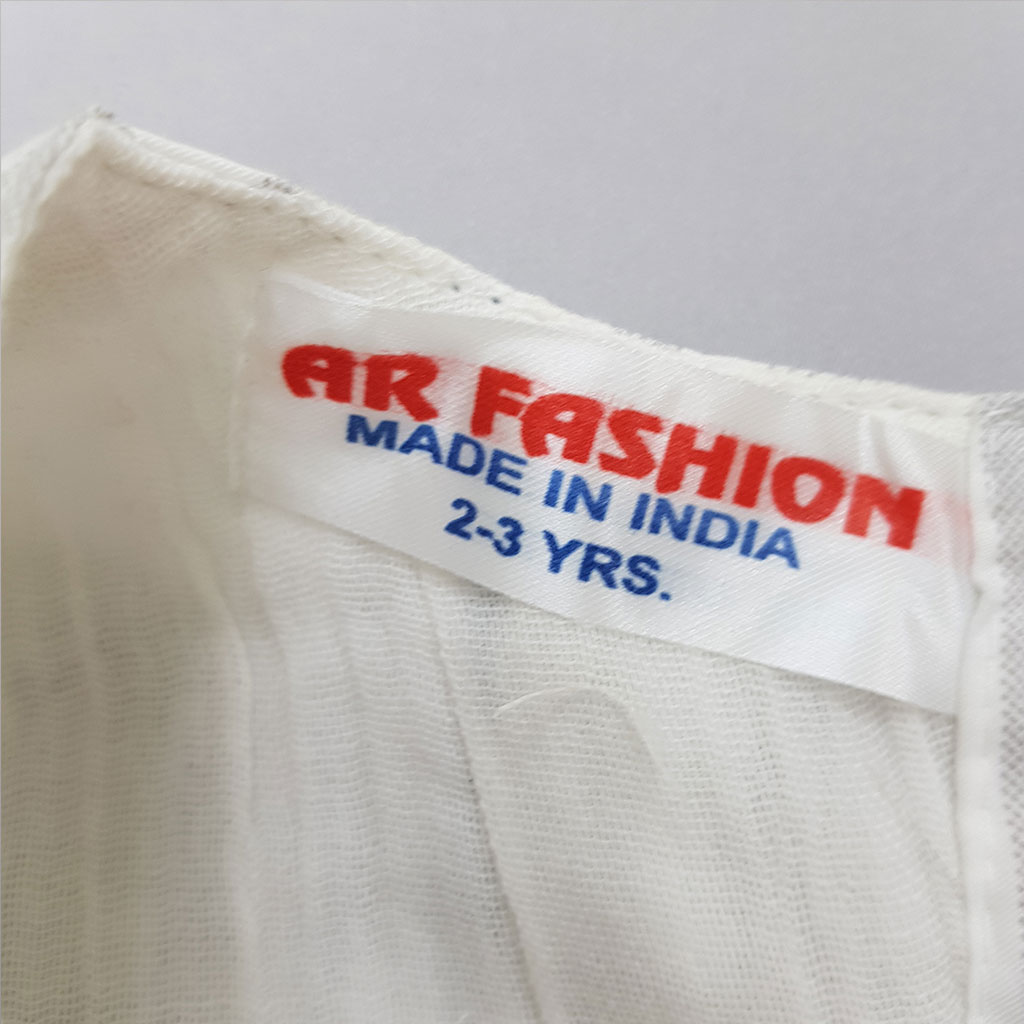 AR FASHION
MADE IN INDIA
2-3 YRS.